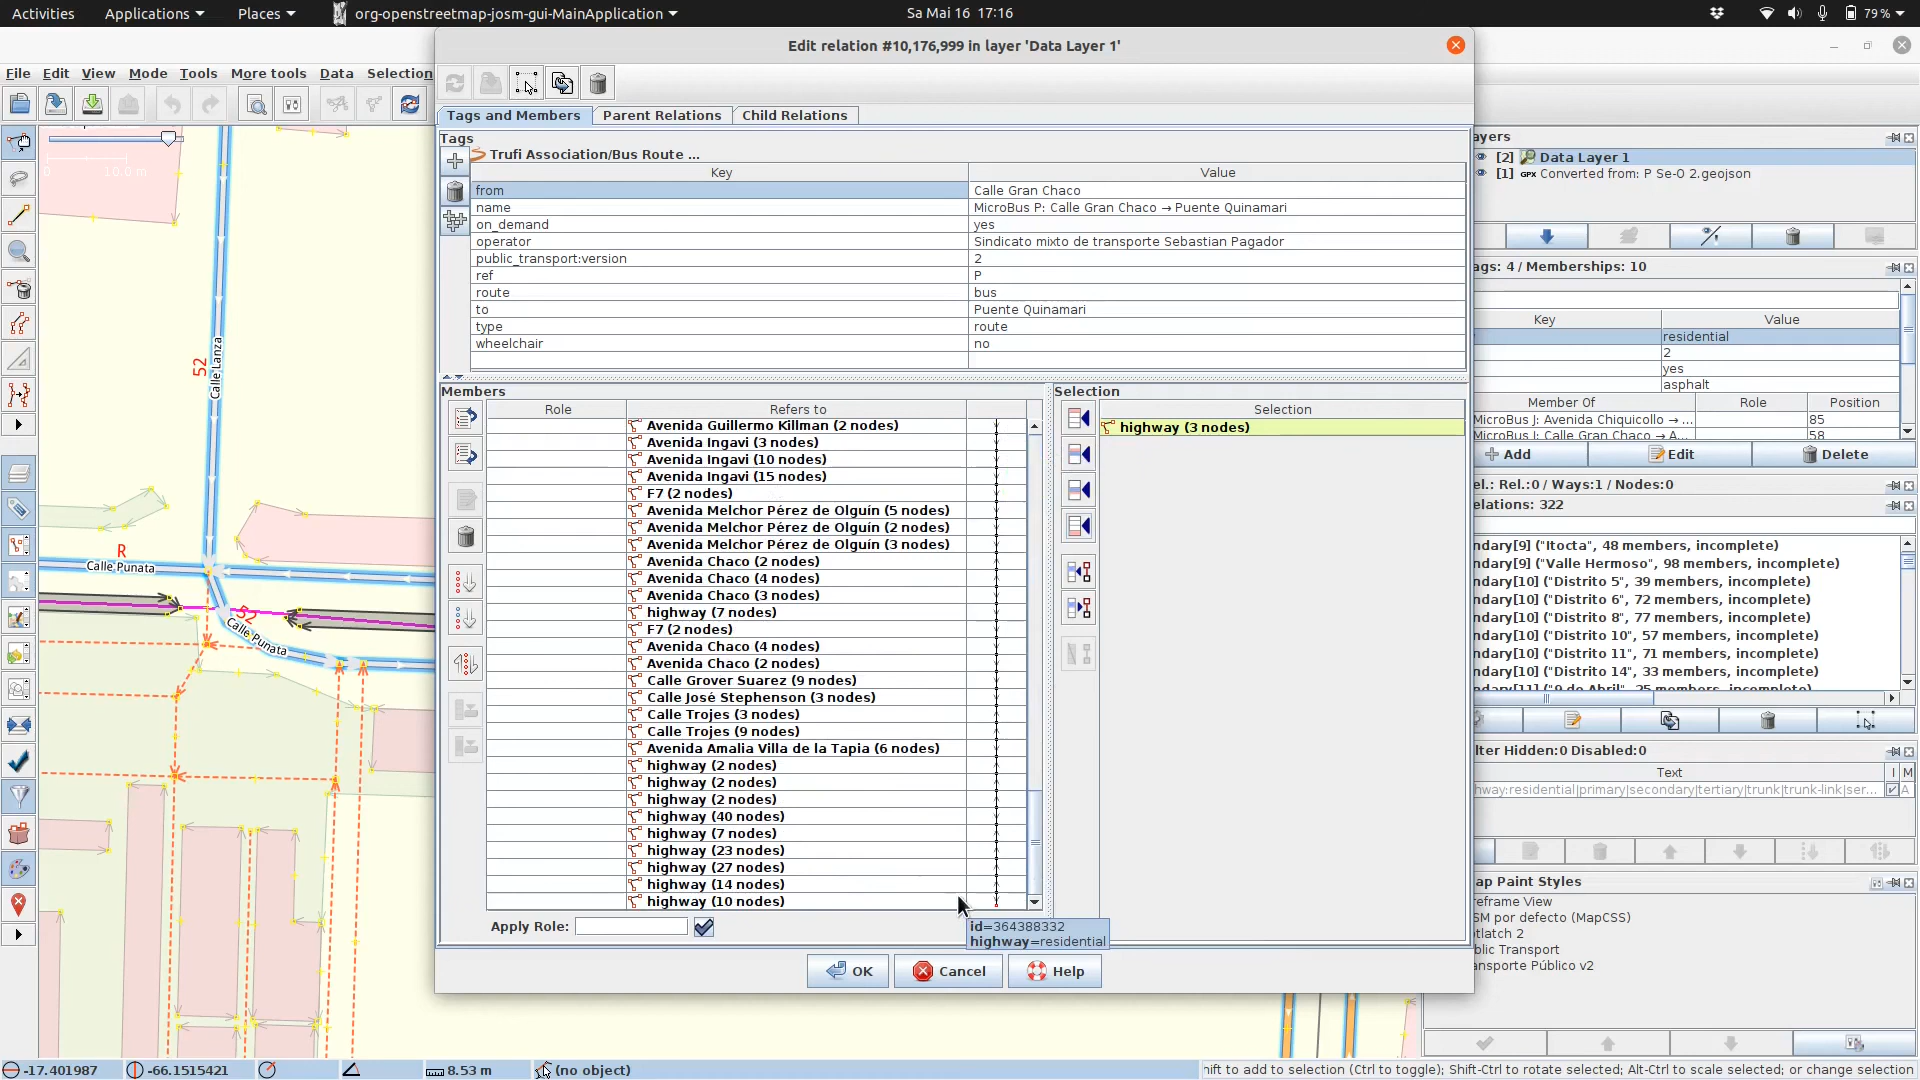 Activities
Applications
Places
org-openstreetmap-josm-gui-MainApplication
Sa Mai 16 17:16
79 %
Edit relation #10,176,999 in layer 'Data Layer 1'
File Edit View Mode Tools More tools Data Selection
Tags and Members
Parent Relations
Child Relations
Tags
Trufi Association/Bus Route ...
Key Value
from Calle Gran Chaco
name MicroBus P: Calle Gran Chaco → Puente Quinamari
on_demand yes
operator Sindicato mixto de transporte Sebastian Pagador
public_transport:version 2
ref P
route bus
to Puente Quinamari
type route
wheelchair no
Members
Role Refers to
Avenida Guillermo Killman (2 nodes)
Avenida Ingavi (3 nodes)
Avenida Ingavi (10 nodes)
Avenida Ingavi (15 nodes)
F7 (2 nodes)
Avenida Melchor Pérez de Olguín (5 nodes)
Avenida Melchor Pérez de Olguín (2 nodes)
Avenida Melchor Pérez de Olguín (3 nodes)
Avenida Chaco (2 nodes)
Avenida Chaco (4 nodes)
Avenida Chaco (3 nodes)
highway (7 nodes)
F7 (2 nodes)
Avenida Chaco (4 nodes)
Avenida Chaco (2 nodes)
Calle Grover Suarez (9 nodes)
Calle José Stephenson (3 nodes)
Calle Trojes (3 nodes)
Calle Trojes (9 nodes)
Avenida Amalia Villa de la Tapia (6 nodes)
highway (2 nodes)
highway (2 nodes)
highway (2 nodes)
highway (40 nodes)
highway (7 nodes)
highway (23 nodes)
highway (27 nodes)
highway (14 nodes)
highway (10 nodes)
Apply Role:
id=364388332
highway=residential
Selection
Selection
highway (3 nodes)
OK
Cancel
Help
0 10.0 m
52
Calle Lanza
R
Calle Punata
52
Calle Punata
ayers
[2] Data Layer 1
[1] GPX Converted from: P Se-0 2.geojson
ags: 4 / Memberships: 10
Key Value
residential
2
yes
asphalt
Member Of Role Position
MicroBus J: Avenida Chiquicollo →... 85
MicroBus J: Calle Gran Chaco → A... 58
Add
Edit
Delete
el.: Rel.:0 / Ways:1 / Nodes:0
elations: 322
ndary[9] ("Itocta", 48 members, incomplete)
ndary[9] ("Valle Hermoso", 98 members, incomplete)
ndary[10] ("Distrito 5", 39 members, incomplete)
ndary[10] ("Distrito 6", 72 members, incomplete)
ndary[10] ("Distrito 8", 77 members, incomplete)
ndary[10] ("Distrito 10", 57 members, incomplete)
ndary[10] ("Distrito 11", 71 members, incomplete)
ndary[10] ("Distrito 14", 33 members, incomplete)
ndary[11] ("9 de Abril", 25 members, incomplete)
lter Hidden:0 Disabled:0
Text I M
hway:residential|primary|secondary|tertiary|trunk|trunk-link|ser... A
ap Paint Styles
reframe View
SM por defecto (MapCSS)
otlatch 2
blic Transport
ansporte Público v2
-17.401987
-66.1515421
8.53 m
(no object)
hift to add to selection (Ctrl to toggle); Shift-Ctrl to rotate selected; Alt-Ctrl to scale selected; or change selection